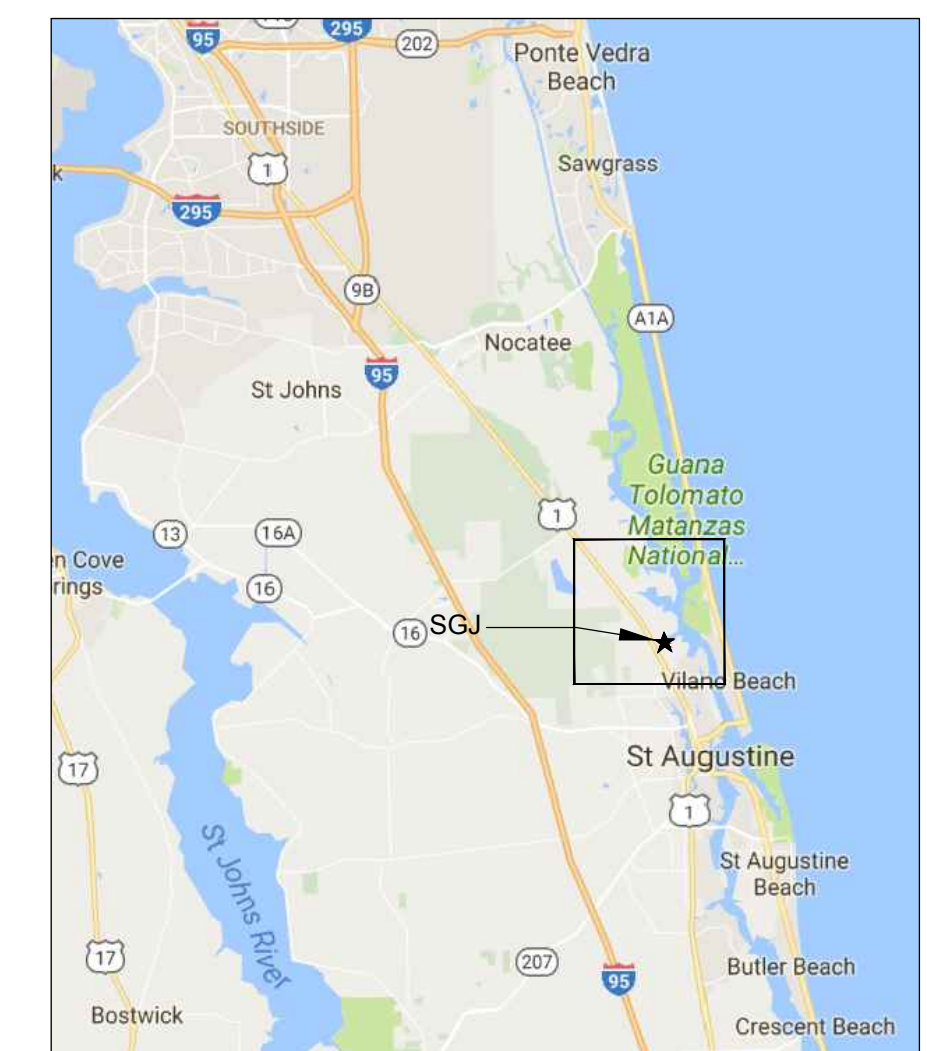 95
295
202
Ponte Vedra
Beach
SOUTHSIDE
1
Sawgrass
k
295
9B
A1A
Nocatee
95
St Johns
Guana
Tolomato
Matanzas
National...
1
13
16A
en Cove
rings
16
16
SGJ
Vilano Beach
St Augustine
17
1
St Johns River
St Augustine
Beach
17
207
95
Butler Beach
Bostwick
Crescent Beach